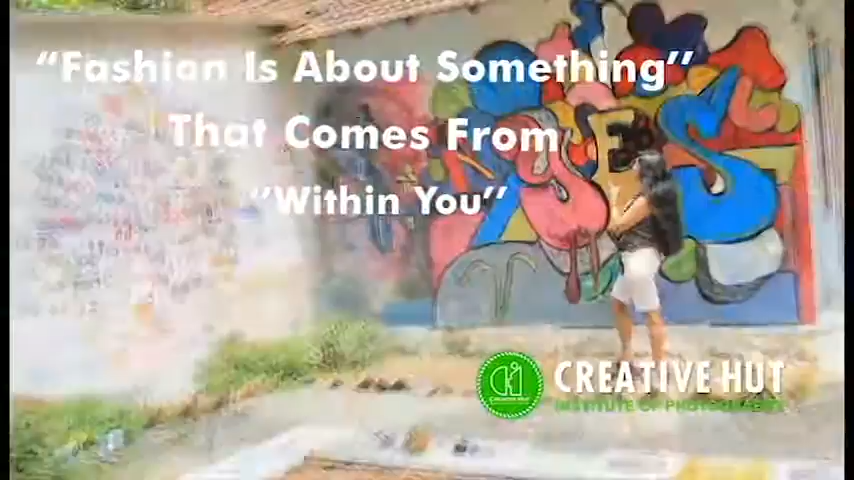 “Fashion Is About Something”
That Comes From
“Within You”
CREATIVE HUT
INSTITUTE OF PHOTOGRAPHY